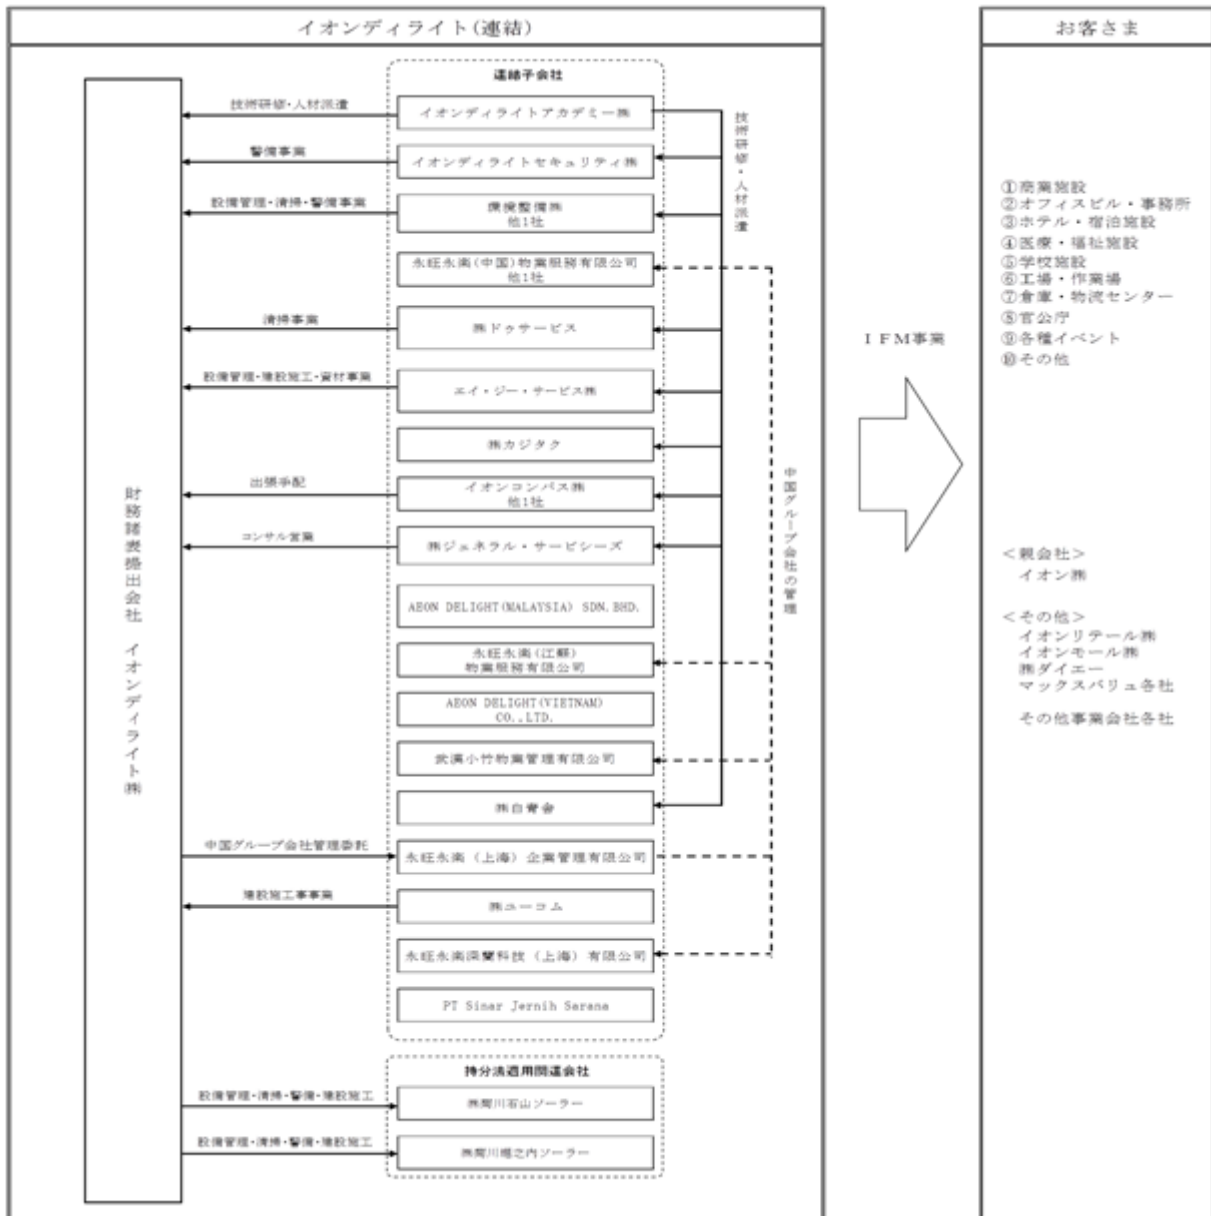 イオンディライト(連結)
お客さま
連結子会社
技術研修・人材派遣
イオンディライトアカデミー㈱
警備事業
イオンディライトセキュリティ㈱
設備管理・清掃・警備事業
環境整備㈱
他1社
永旺永楽(中国)物業服務有限公司
他1社
清掃事業
㈱ドゥサービス
設備管理・建設施工・資材事業
エイ・ジー・サービス㈱
㈱カジタク
出張手配
イオンコンパス㈱
他1社
コンサル営業
㈱ジェネラル・サービシーズ
AEON DELIGHT(MALAYSIA) SDN.BHD.
永旺永楽(江蘇)
物業服務有限公司
AEON DELIGHT(VIETNAM)
CO.,LTD.
武漢小竹物業管理有限公司
㈱白青舎
中国グループ会社管理委託
永旺永楽（上海）企業管理有限公司
建設施工事業
㈱ユーコム
永旺永楽深蘭科技（上海）有限公司
PT Sinar Jernih Sarana
持分法適用関連会社
設備管理・清掃・警備・建設施工
㈱菊川石山ソーラー
設備管理・清掃・警備・建設施工
㈱菊川堀之内ソーラー
財務諸表提出会社 イオンディライト㈱
技術研修・人材派遣
中国グループ会社の管理
ＩＦＭ事業
①商業施設
②オフィスビル・事務所
③ホテル・宿泊施設
④医療・福祉施設
⑤学校施設
⑥工場・作業場
⑦倉庫・物流センター
⑧官公庁
⑨各種イベント
⑩その他
＜親会社＞
イオン㈱
＜その他＞
イオンリテール㈱
イオンモール㈱
㈱ダイエー
マックスバリュ各社
その他事業会社各社